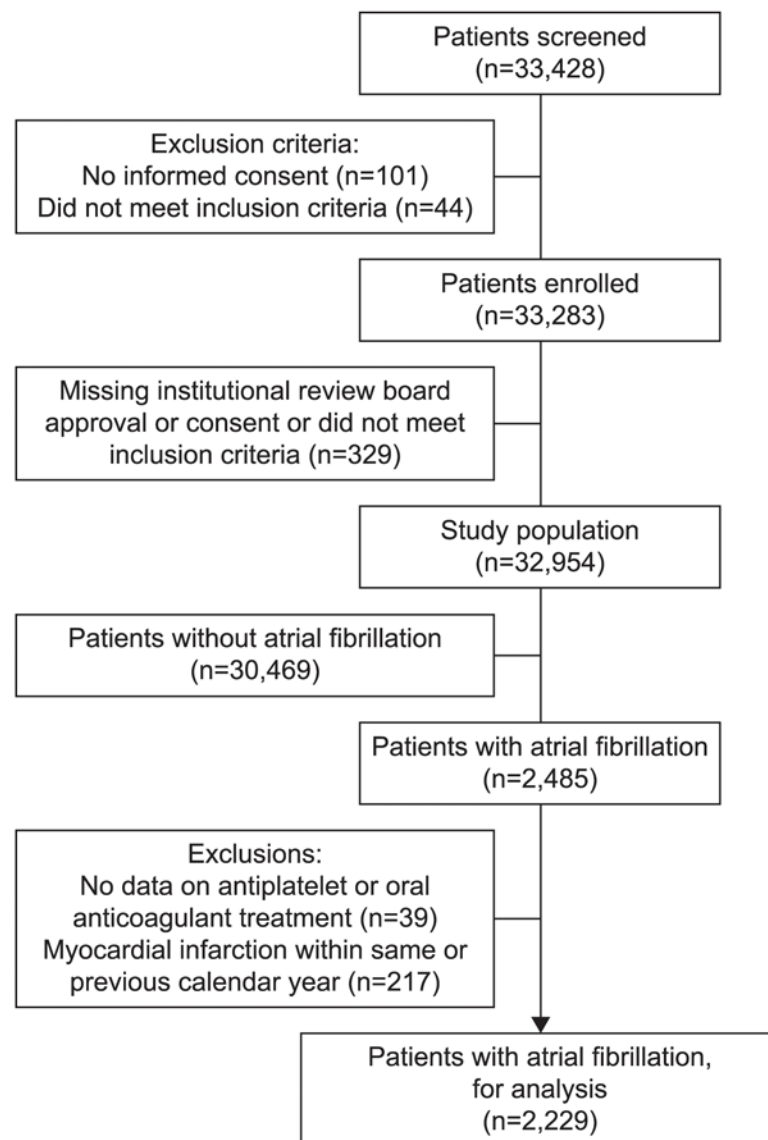 Patients screened
(n=33,428)
Exclusion criteria:
No informed consent (n=101)
Did not meet inclusion criteria (n=44)
Patients enrolled
(n=33,283)
Missing institutional review board
approval or consent or did not meet
inclusion criteria (n=329)
Study population
(n=32,954)
Patients without atrial fibrillation
(n=30,469)
Patients with atrial fibrillation
(n=2,485)
Exclusions:
No data on antiplatelet or oral
anticoagulant treatment (n=39)
Myocardial infarction within same or
previous calendar year (n=217)
Patients with atrial fibrillation,
for analysis
(n=2,229)